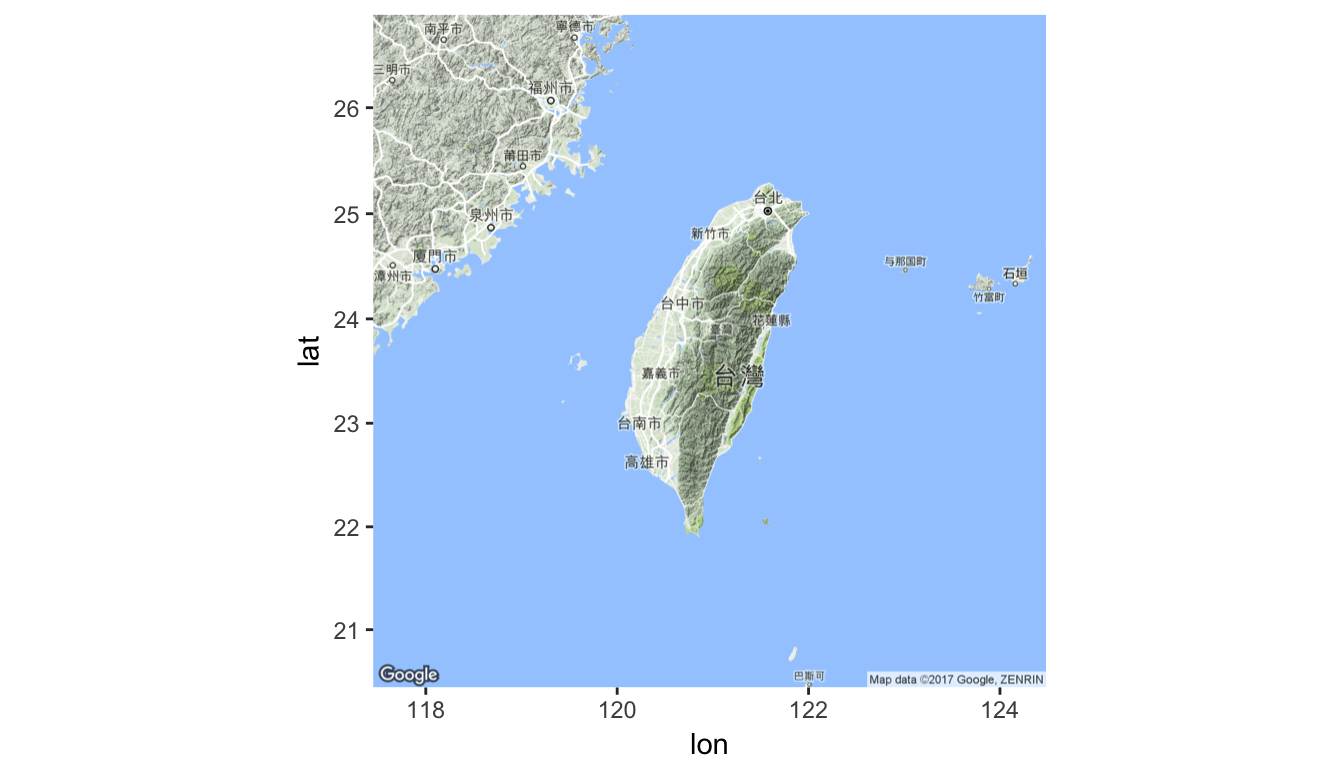 南平市
寧德市
三明市
福州市
26
莆田市
25
泉州市
台北
新竹市
廈門市
漳州市
与那国町
石垣
竹富町
24
台中市
臺灣
花蓮縣
lat
嘉義市
台灣
23
台南市
高雄市
22
21
巴斯可
Google
Map data ©2017 Google, ZENRIN
118
120
122
124
lon